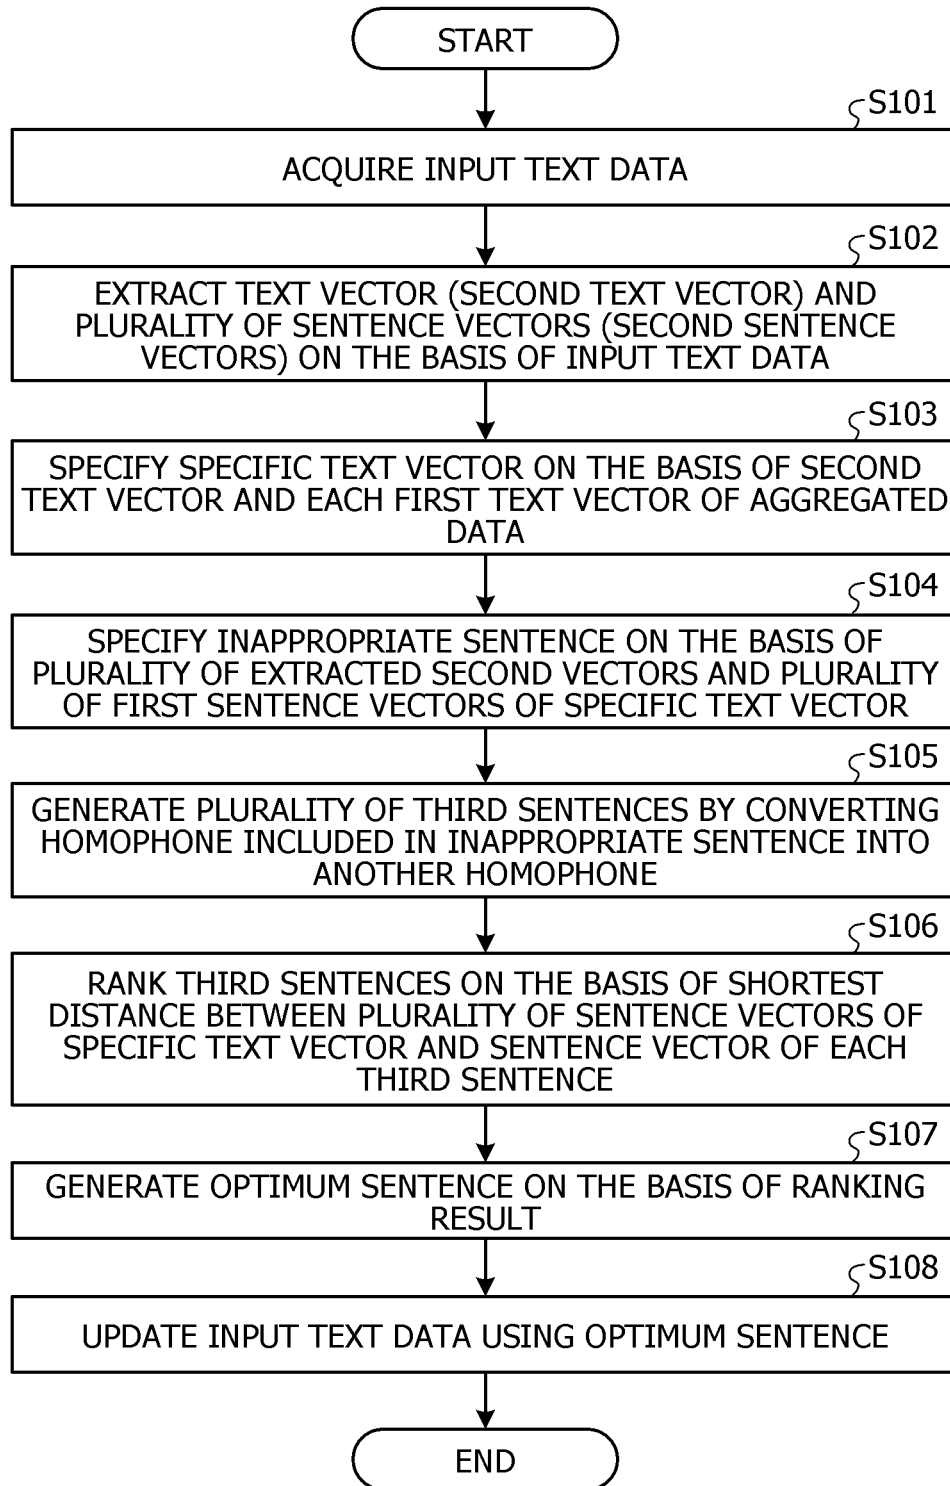 START
S101
ACQUIRE INPUT TEXT DATA
S102
EXTRACT TEXT VECTOR (SECOND TEXT VECTOR) AND
PLURALITY OF SENTENCE VECTORS (SECOND SENTENCE
VECTORS) ON THE BASIS OF INPUT TEXT DATA
S103
SPECIFY SPECIFIC TEXT VECTOR ON THE BASIS OF SECOND
TEXT VECTOR AND EACH FIRST TEXT VECTOR OF AGGREGATED
DATA
S104
SPECIFY INAPPROPRIATE SENTENCE ON THE BASIS OF
PLURALITY OF EXTRACTED SECOND VECTORS AND PLURALITY
OF FIRST SENTENCE VECTORS OF SPECIFIC TEXT VECTOR
S105
GENERATE PLURALITY OF THIRD SENTENCES BY CONVERTING
HOMOPHONE INCLUDED IN INAPPROPRIATE SENTENCE INTO
ANOTHER HOMOPHONE
S106
RANK THIRD SENTENCES ON THE BASIS OF SHORTEST
DISTANCE BETWEEN PLURALITY OF SENTENCE VECTORS OF
SPECIFIC TEXT VECTOR AND SENTENCE VECTOR OF EACH
THIRD SENTENCE
S107
GENERATE OPTIMUM SENTENCE ON THE BASIS OF RANKING
RESULT
S108
UPDATE INPUT TEXT DATA USING OPTIMUM SENTENCE
END